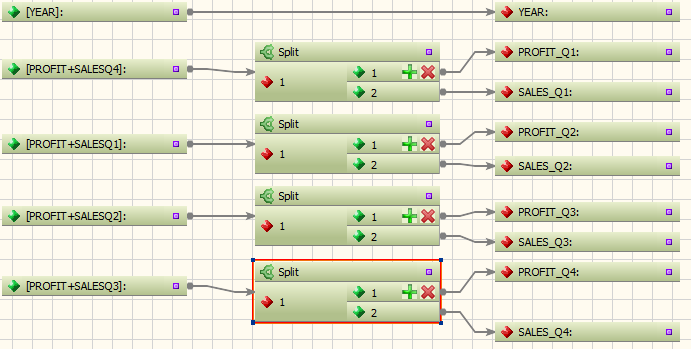 [YEAR]:
YEAR:
[PROFIT+SALESQ4]:
Split
1
1
2
PROFIT_Q1:
SALES_Q1:
[PROFIT+SALESQ1]:
Split
1
1
2
PROFIT_Q2:
SALES_Q2:
[PROFIT+SALESQ2]:
Split
1
1
2
PROFIT_Q3:
SALES_Q3:
[PROFIT+SALESQ3]:
Split
1
1
2
PROFIT_Q4:
SALES_Q4: